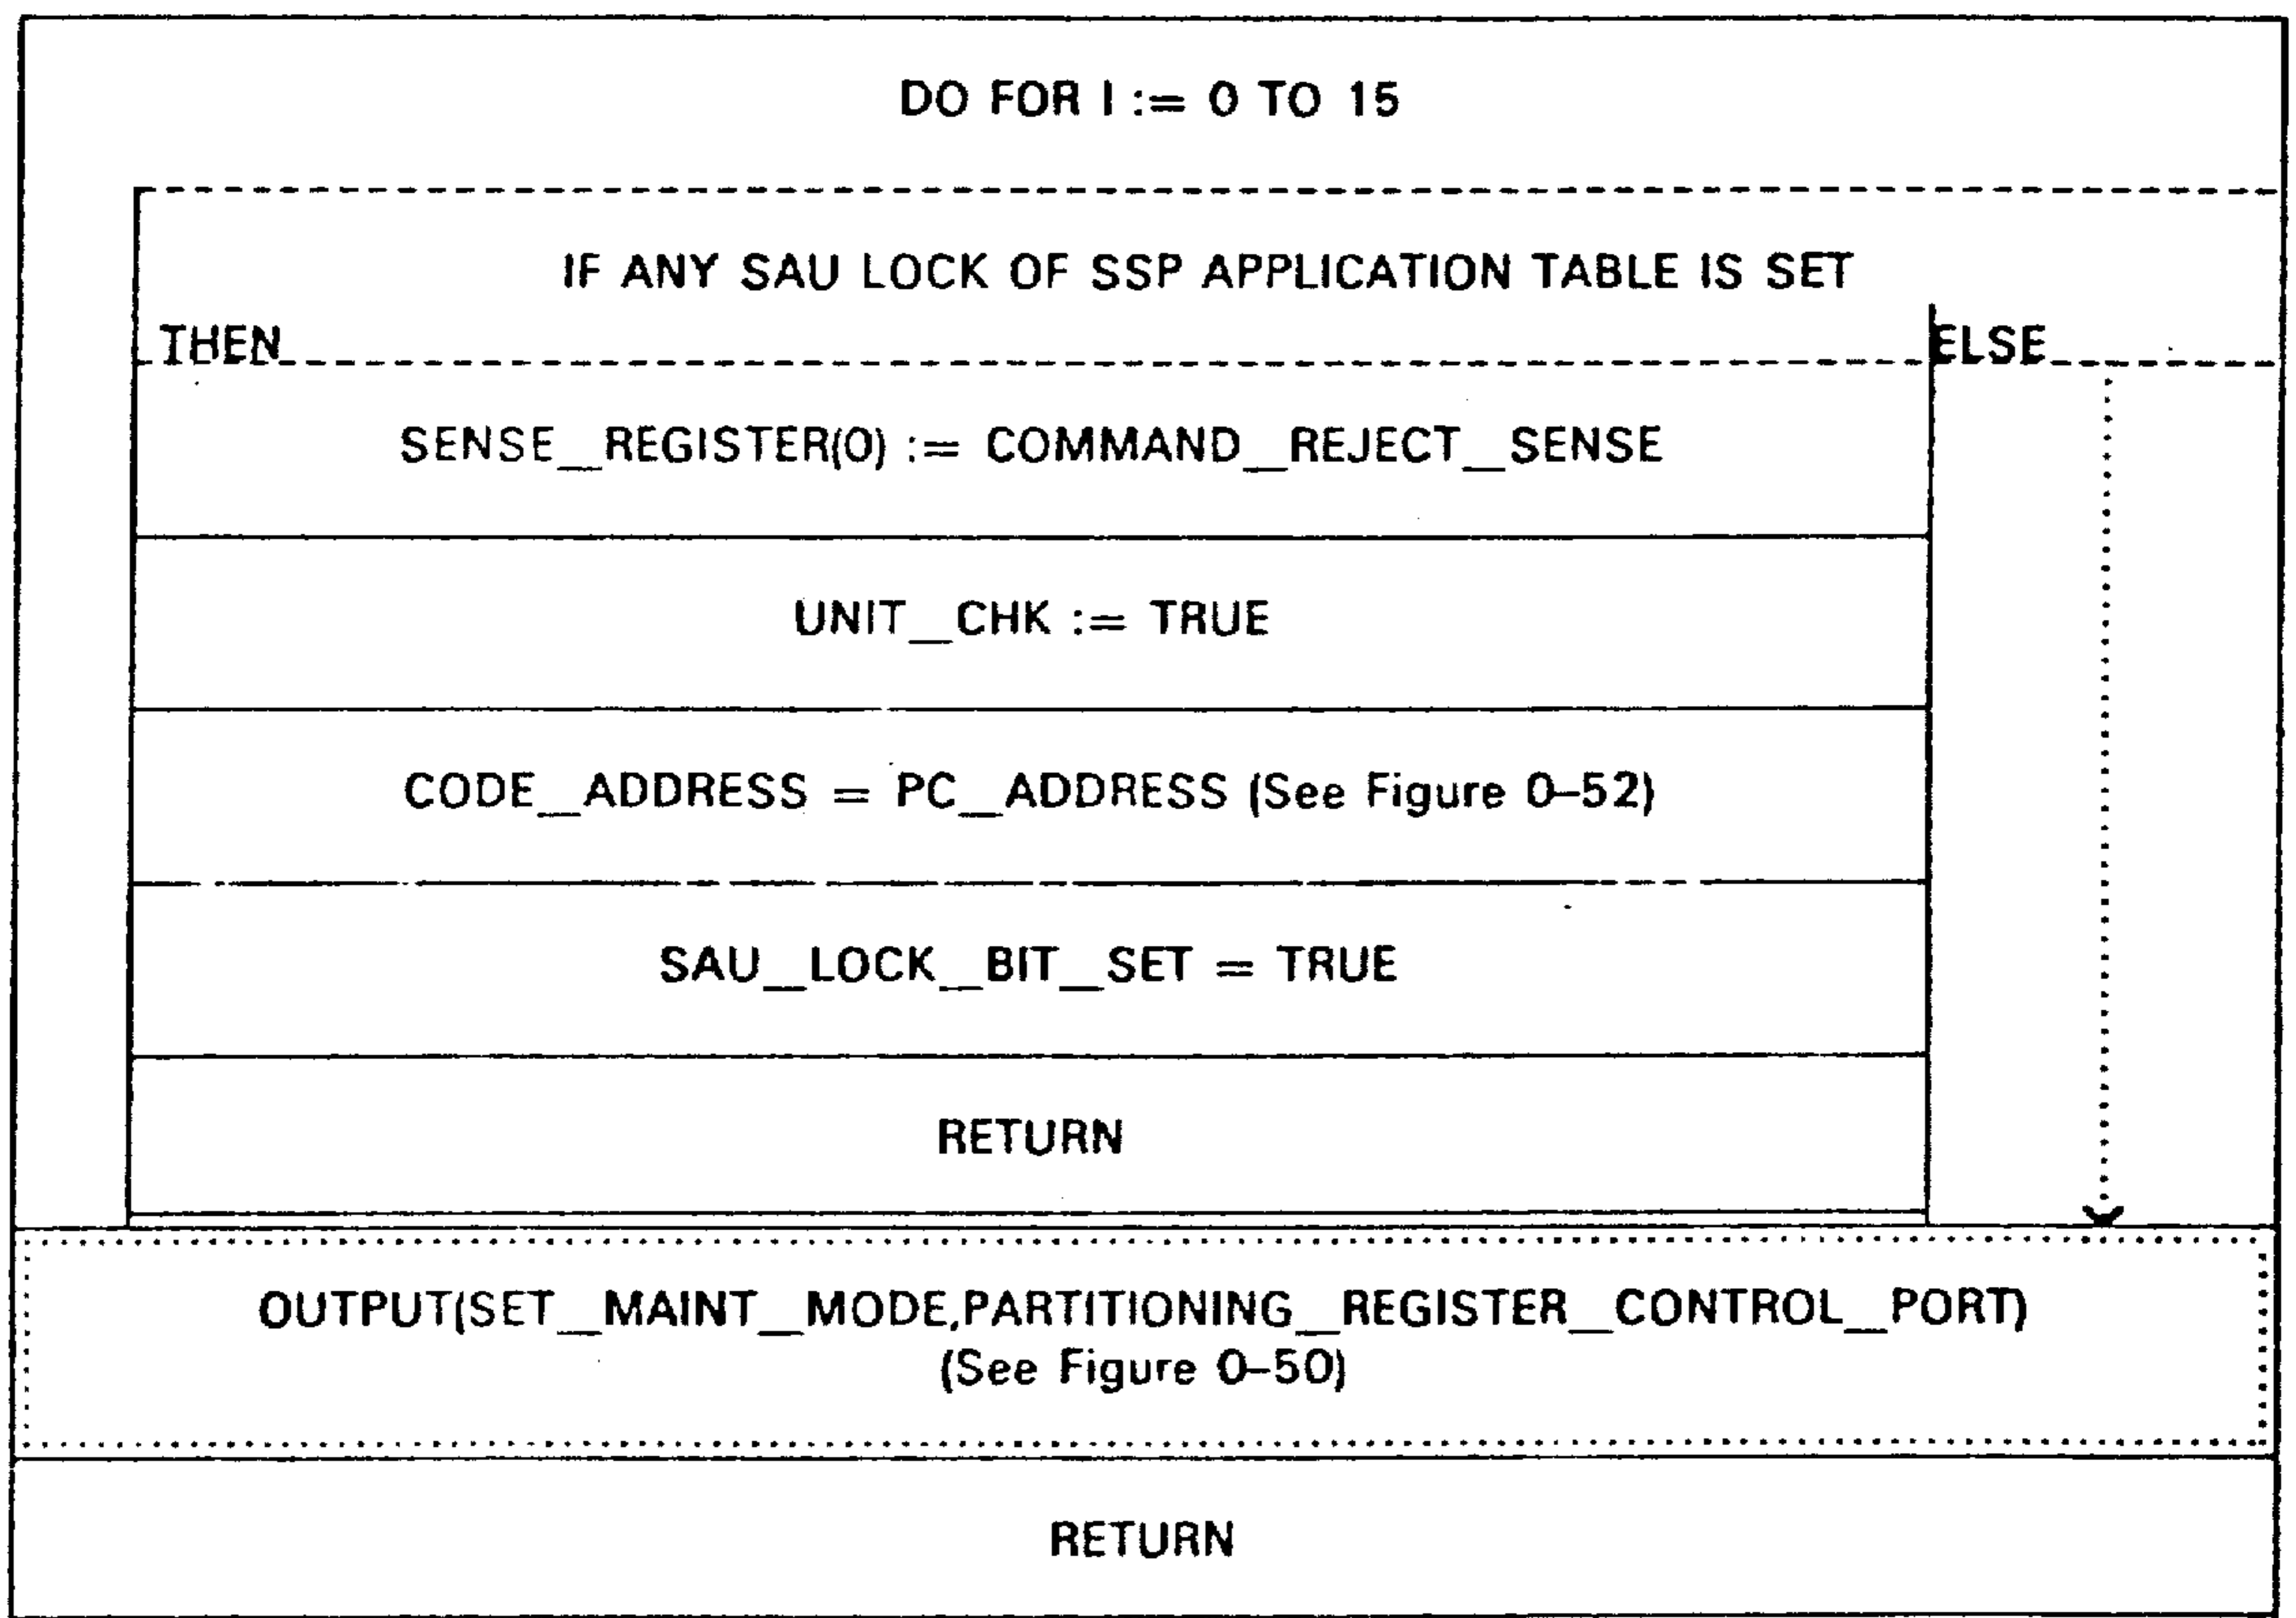 DO FOR I := 0 TO 15
IF ANY SAU LOCK OF SSP APPLICATION TABLE IS SET
THEN ELSE
SENSE__REGISTER(0) := COMMAND__REJECT__SENSE
UNIT__CHK := TRUE
CODE__ADDRESS = PC__ADDRESS (See Figure 0–52)
SAU__LOCK__BIT__SET = TRUE
RETURN
OUTPUT(SET__MAINT__MODE,PARTITIONING__REGISTER__CONTROL__PORT)
(See Figure 0–50)
RETURN